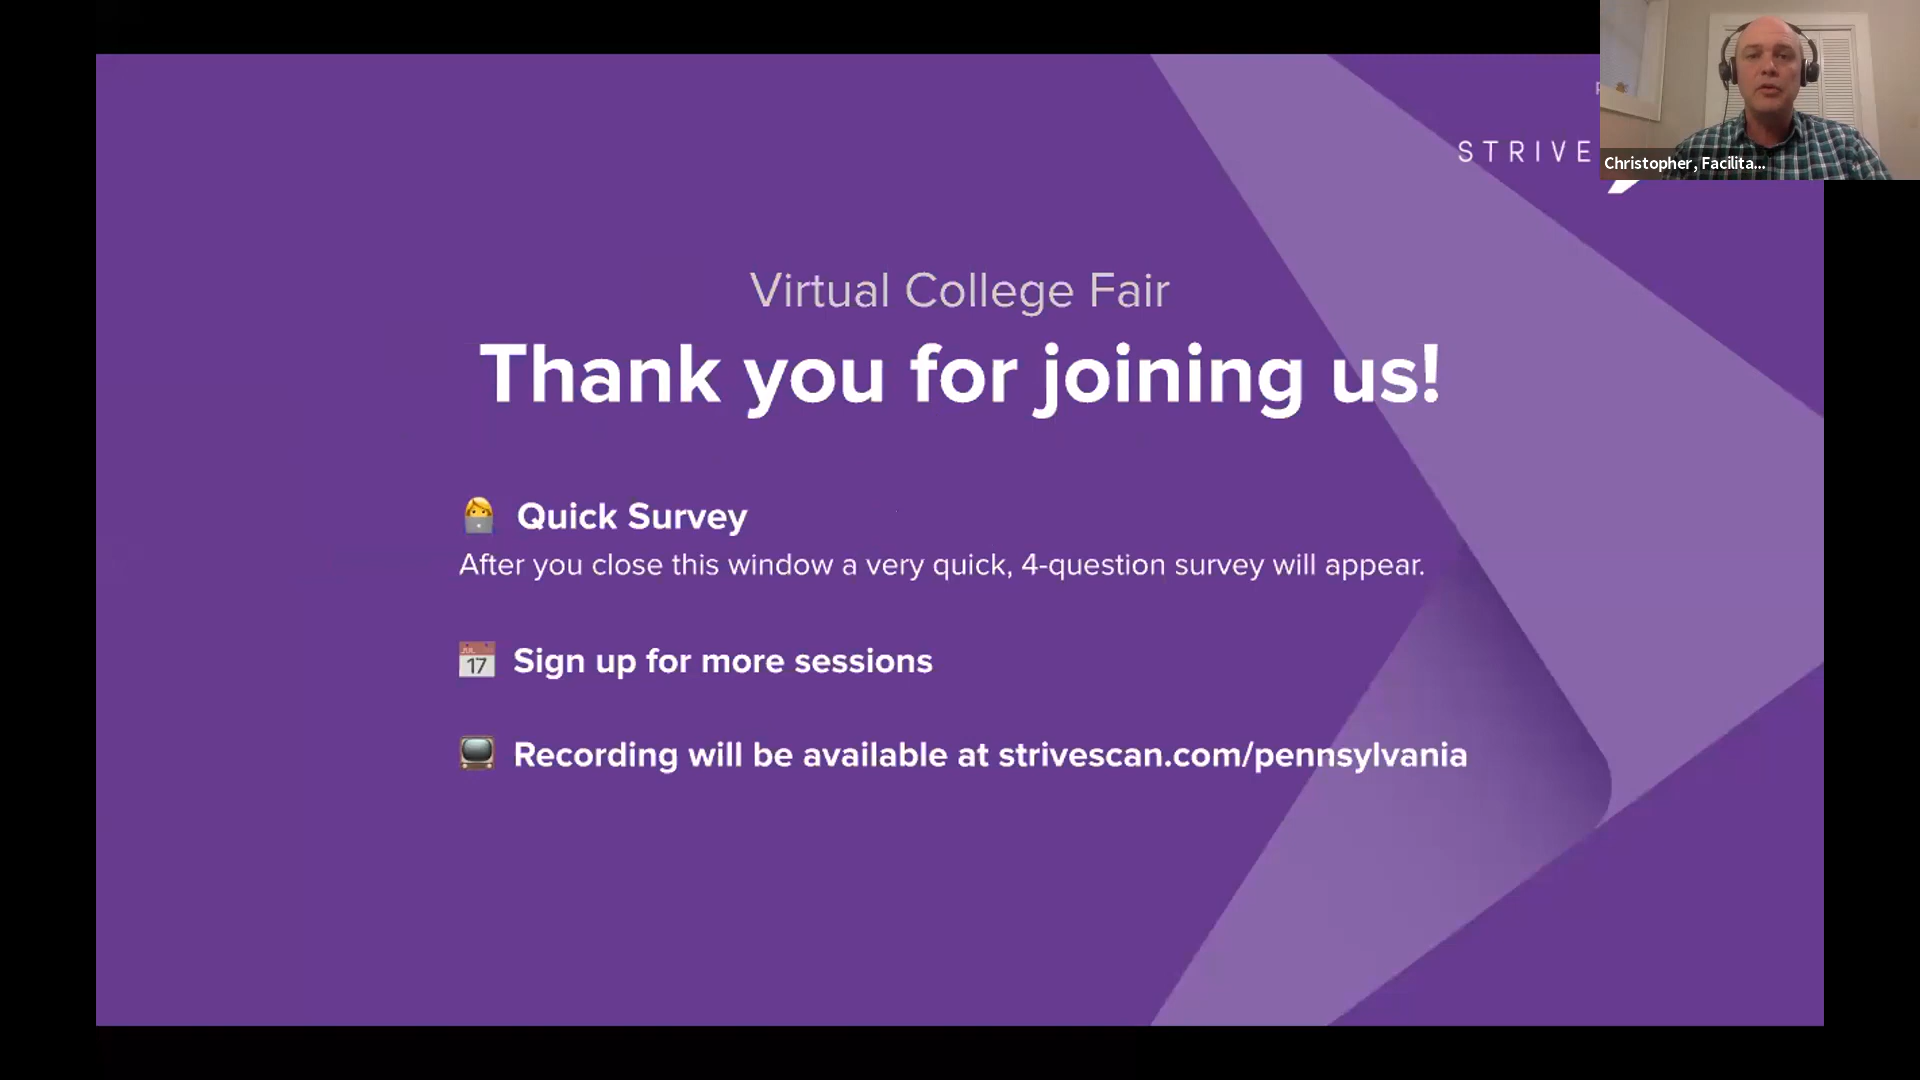 STRIVE
Christopher, Facilita...
Virtual College Fair
Thank you for joining us!
Quick Survey
After you close this window a very quick, 4-question survey will appear.
JUL
17
Sign up for more sessions
Recording will be available at strivescan.com/pennsylvania